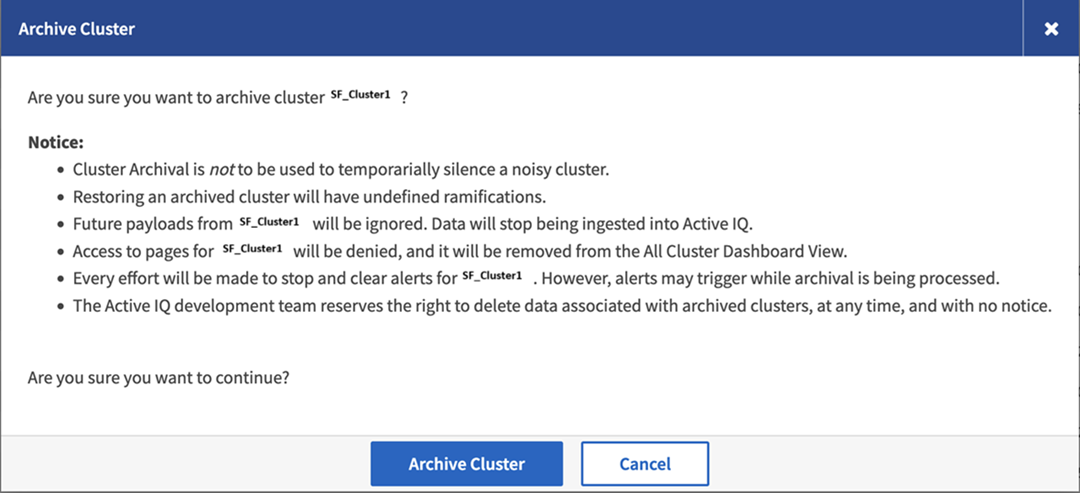 Archive Cluster
Are you sure you want to archive cluster SF_Cluster1 ?
Notice:
• Cluster Archival is not to be used to temporarially silence a noisy cluster.
• Restoring an archived cluster will have undefined ramifications.
• Future payloads from SF_Cluster1 will be ignored. Data will stop being ingested into Active IQ.
• Access to pages for SF_Cluster1 will be denied, and it will be removed from the All Cluster Dashboard View.
• Every effort will be made to stop and clear alerts for SF_Cluster1 . However, alerts may trigger while archival is being processed.
• The Active IQ development team reserves the right to delete data associated with archived clusters, at any time, and with no notice.
Are you sure you want to continue?
Archive Cluster Cancel